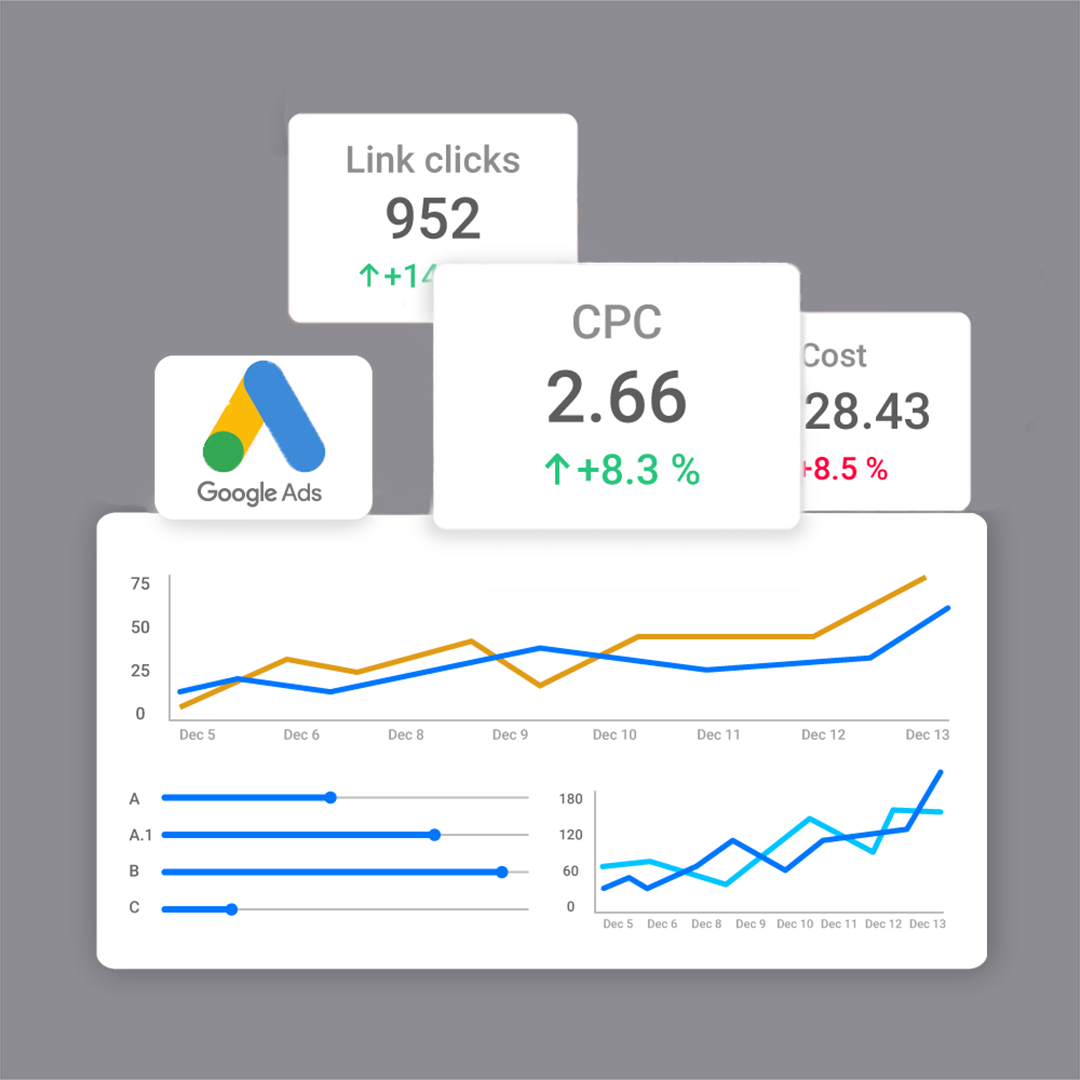 Link clicks
952
↑+14
CPC
2.66
↑+8.3 %
Cost
28.43
+8.5 %
Google Ads
75
50
25
0
Dec 5 Dec 6 Dec 8 Dec 9 Dec 10 Dec 11 Dec 12 Dec 13
A
A.1
B
C
180
120
60
0
Dec 5 Dec 6 Dec 8 Dec 9 Dec 10 Dec 11 Dec 12 Dec 13